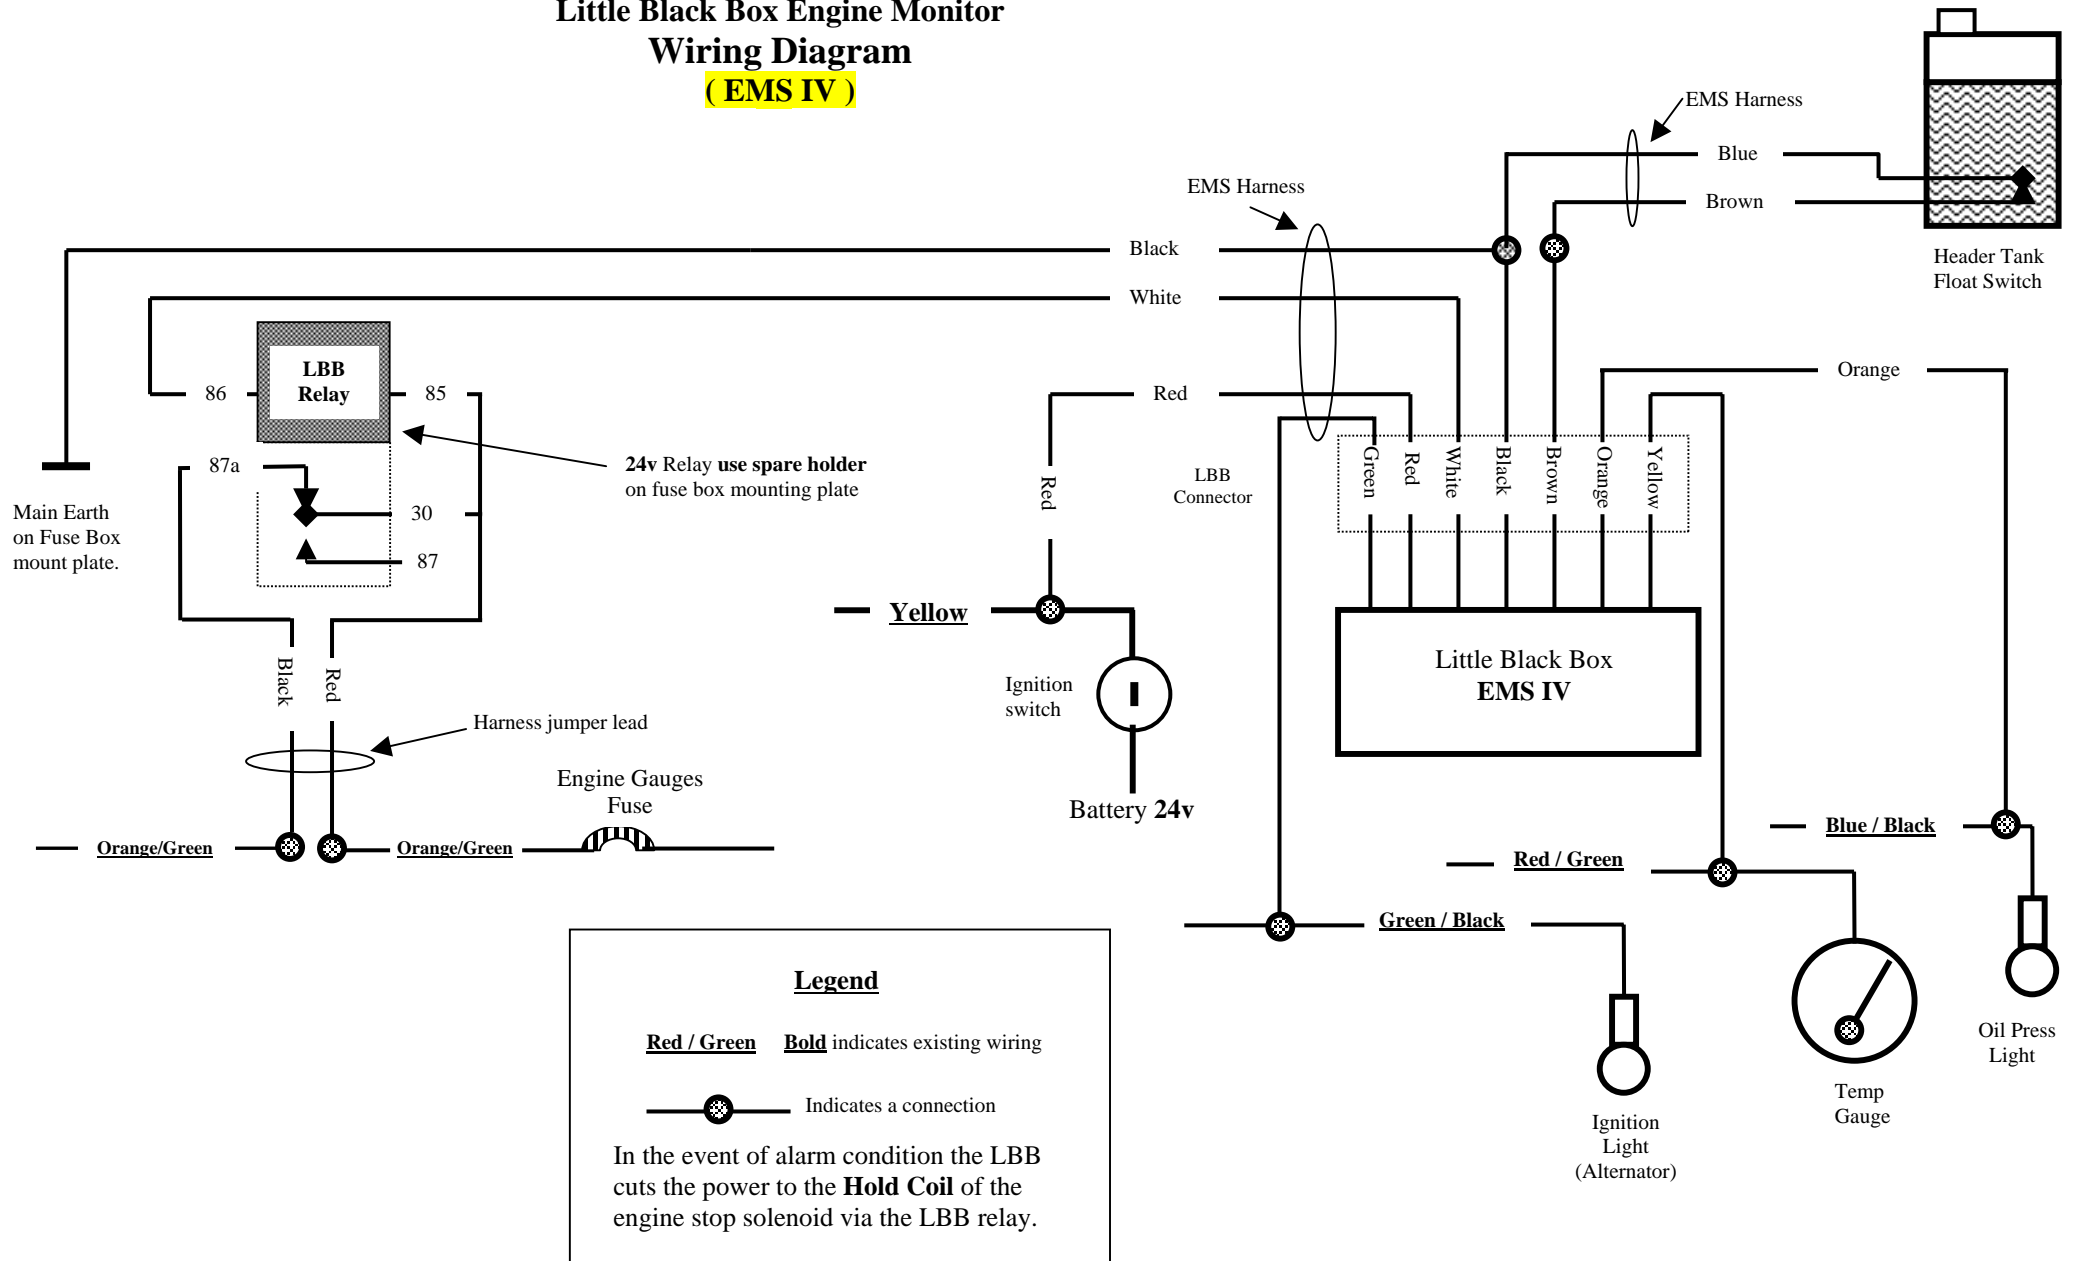 Little Black Box Engine Monitor
Wiring Diagram
( EMS IV )
EMS Harness
Blue
Brown
Header Tank
Float Switch
EMS Harness
Black
White
Red
Orange
LBB
Relay
86
85
87a
30
87
24v Relay use spare holder
on fuse box mounting plate
Main Earth
on Fuse Box
mount plate.
Black
Red
Harness jumper lead
Engine Gauges
Fuse
Orange/Green
Orange/Green
Red
Yellow
Ignition
switch
Battery 24v
LBB
Connector
Green
Red
White
Black
Brown
Orange
Yellow
Little Black Box
EMS IV
Blue / Black
Red / Green
Green / Black
Oil Press
Light
Temp
Gauge
Ignition
Light
(Alternator)
Legend
Red / Green Bold indicates existing wiring
Indicates a connection
In the event of alarm condition the LBB
cuts the power to the Hold Coil of the
engine stop solenoid via the LBB relay.